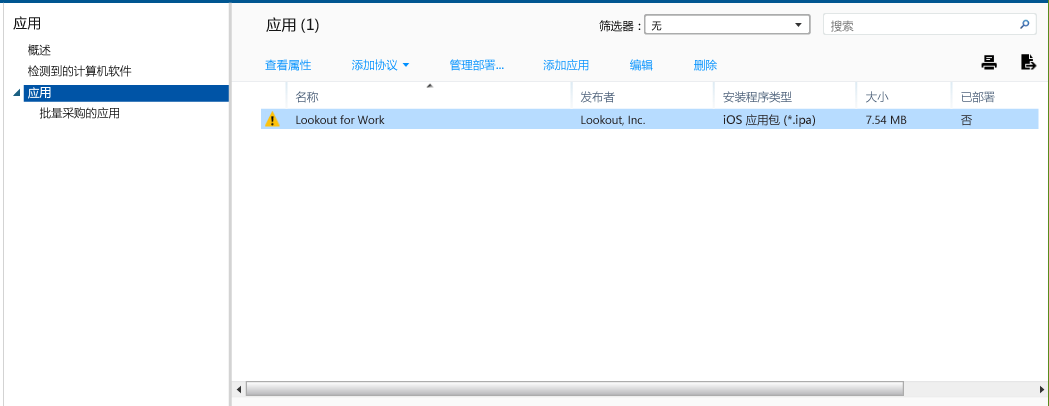 应用
概述
检测到的计算机软件
应用
批量采购的应用
应用 (1)
筛选器： 无 搜索
查看属性 添加协议 管理部署... 添加应用 编辑 删除
名称 发布者 安装程序类型 大小 已部署
Lookout for Work Lookout, Inc. iOS 应用包 (*.ipa) 7.54 MB 否